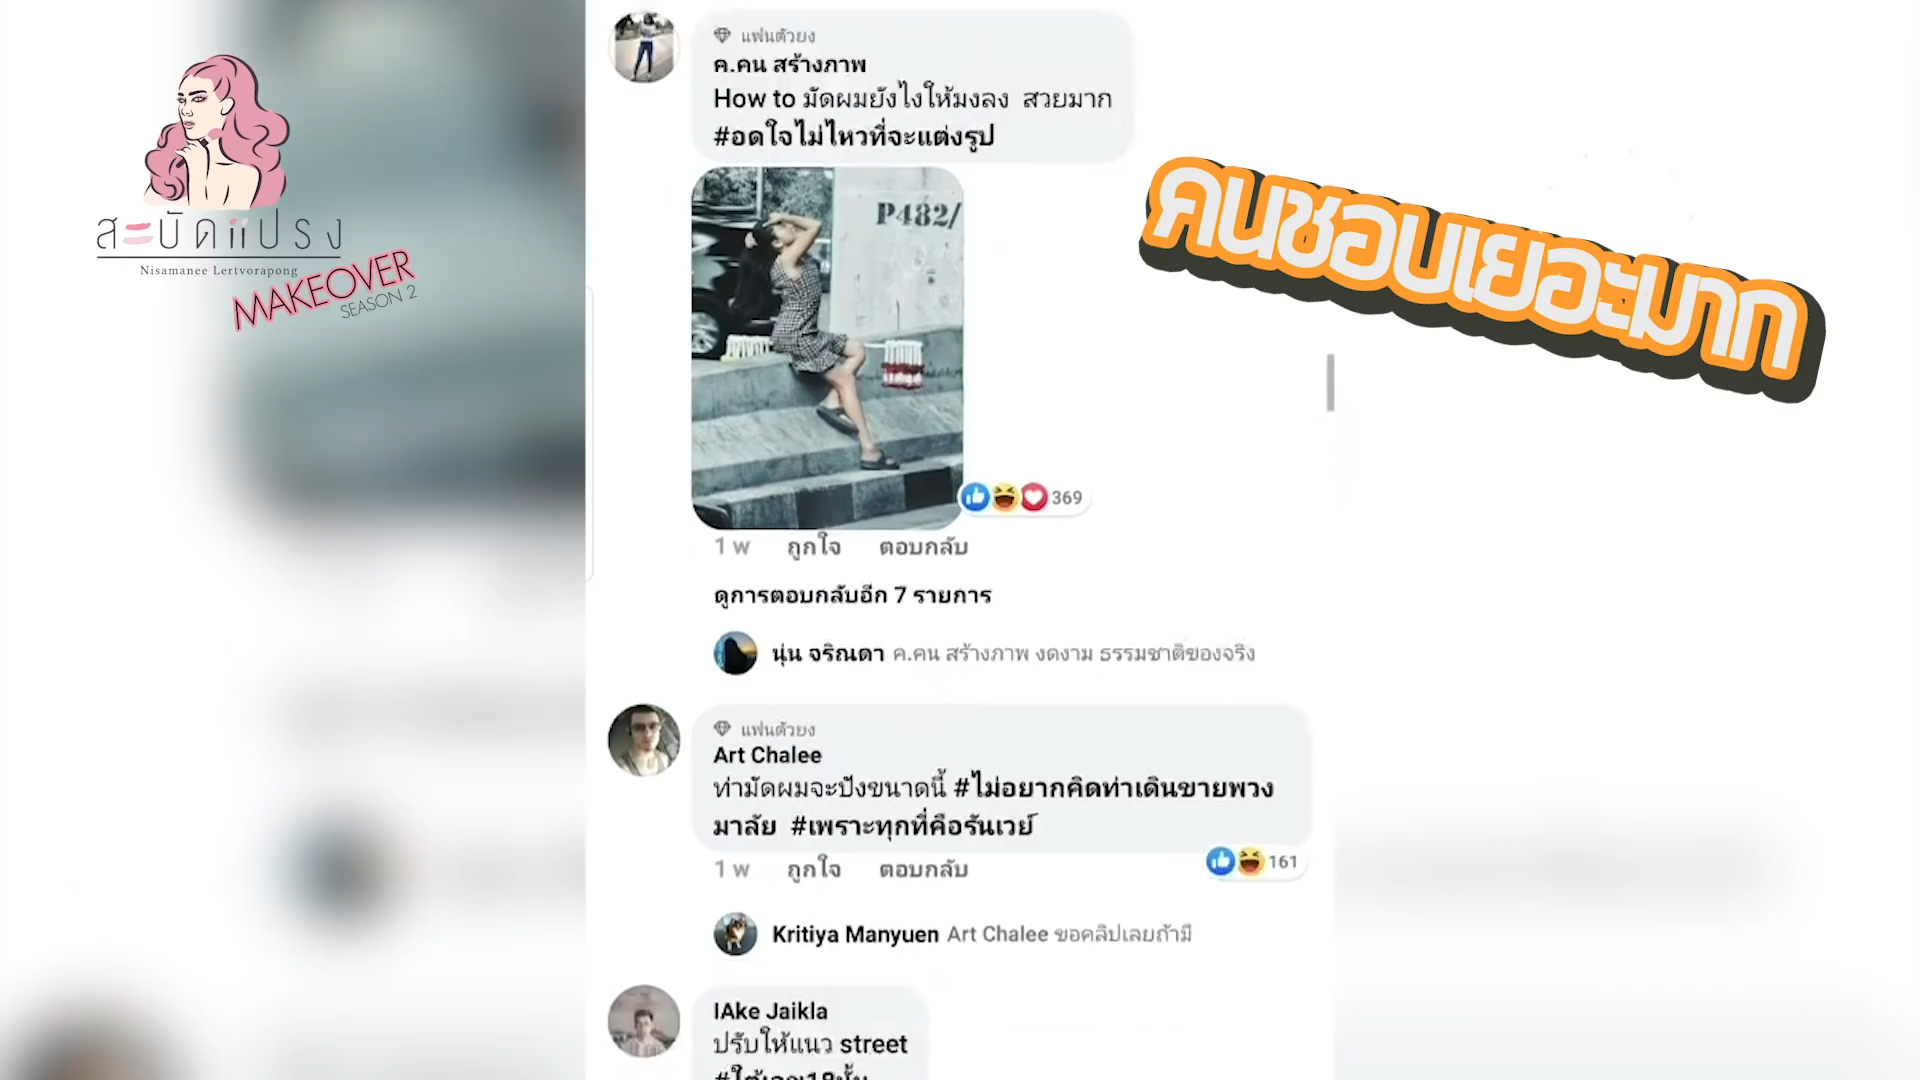 สะบัดแปรง
Nisamanee Lertvorapong
MAKEOVER
SEASON 2
คนชอบเยอะมาก
แฟนตัวยง
ค.คน สร้างภาพ
How to มัดผมยังไงให้มงลง สวยมาก
#อดใจไม่ไหวที่จะแต่งรูป
P482/
369
1 w ถูกใจ ตอบกลับ
ดูการตอบกลับอีก 7 รายการ
นุ่น จริณดา ค.คน สร้างภาพ งดงาม ธรรมชาติของจริง
แฟนตัวยง
Art Chalee
ท่ามัดผมจะปังขนาดนี้ #ไม่อยากคิดท่าเดินขายพวง
มาลัย #เพราะทุกที่คือรันเวย์
1 w ถูกใจ ตอบกลับ
161
Kritiya Manyuen Art Chalee ขอคลิปเลยถ้ามี
IAke Jaikla
ปรับให้แนว street